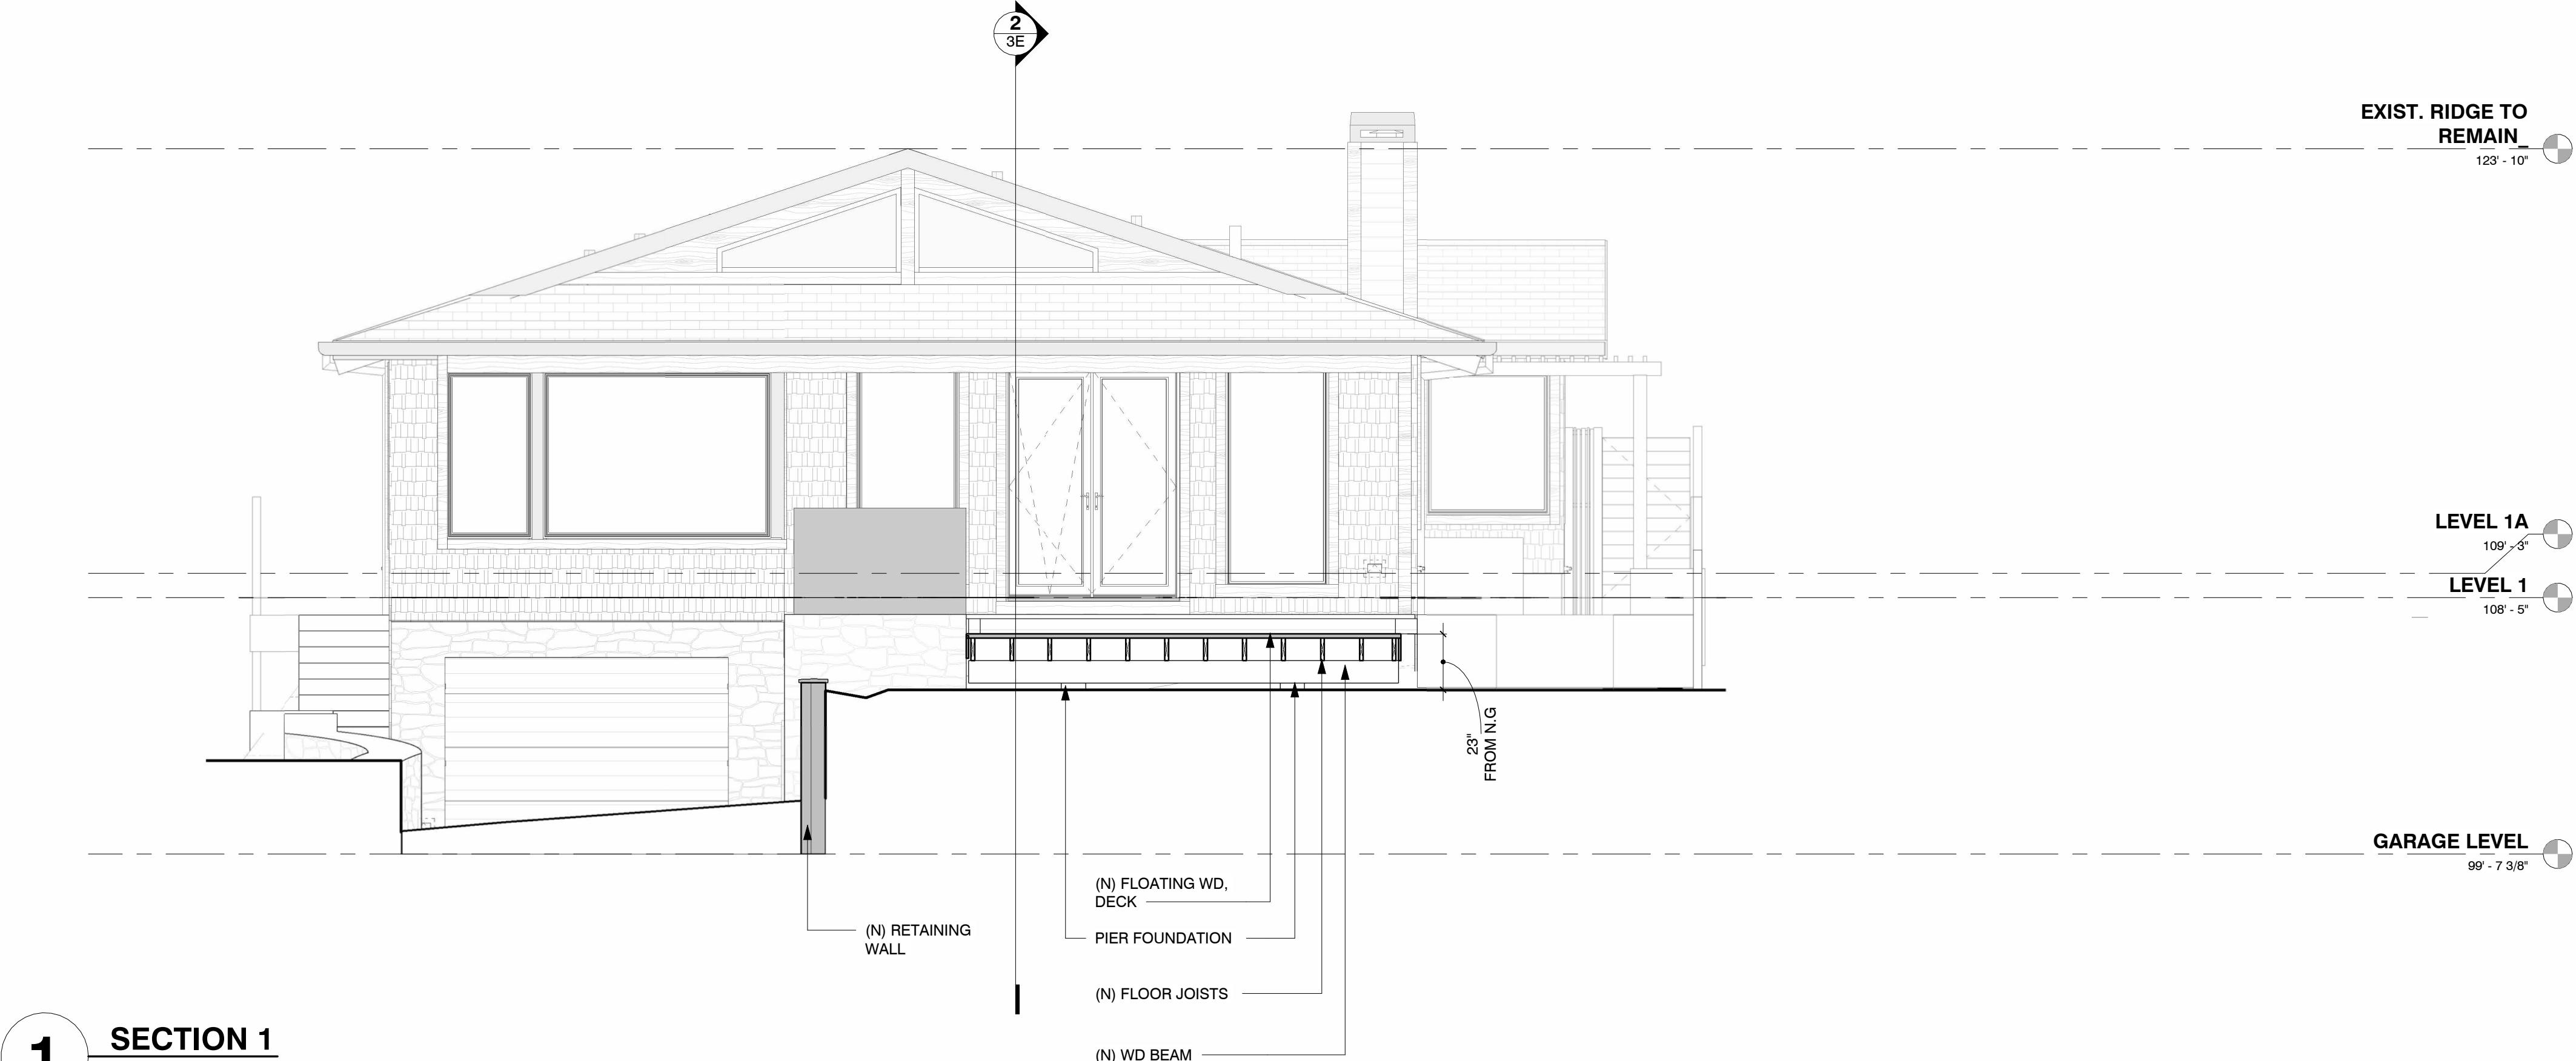 2
3E
EXIST. RIDGE TO
REMAIN_
123' - 10"
LEVEL 1A
109' - 3"
LEVEL 1
108' - 5"
23"
FROM N.G
GARAGE LEVEL
99' - 7 3/8"
(N) FLOATING WD,
DECK
(N) RETAINING
WALL
PIER FOUNDATION
(N) FLOOR JOISTS
(N) WD BEAM
1
SECTION 1